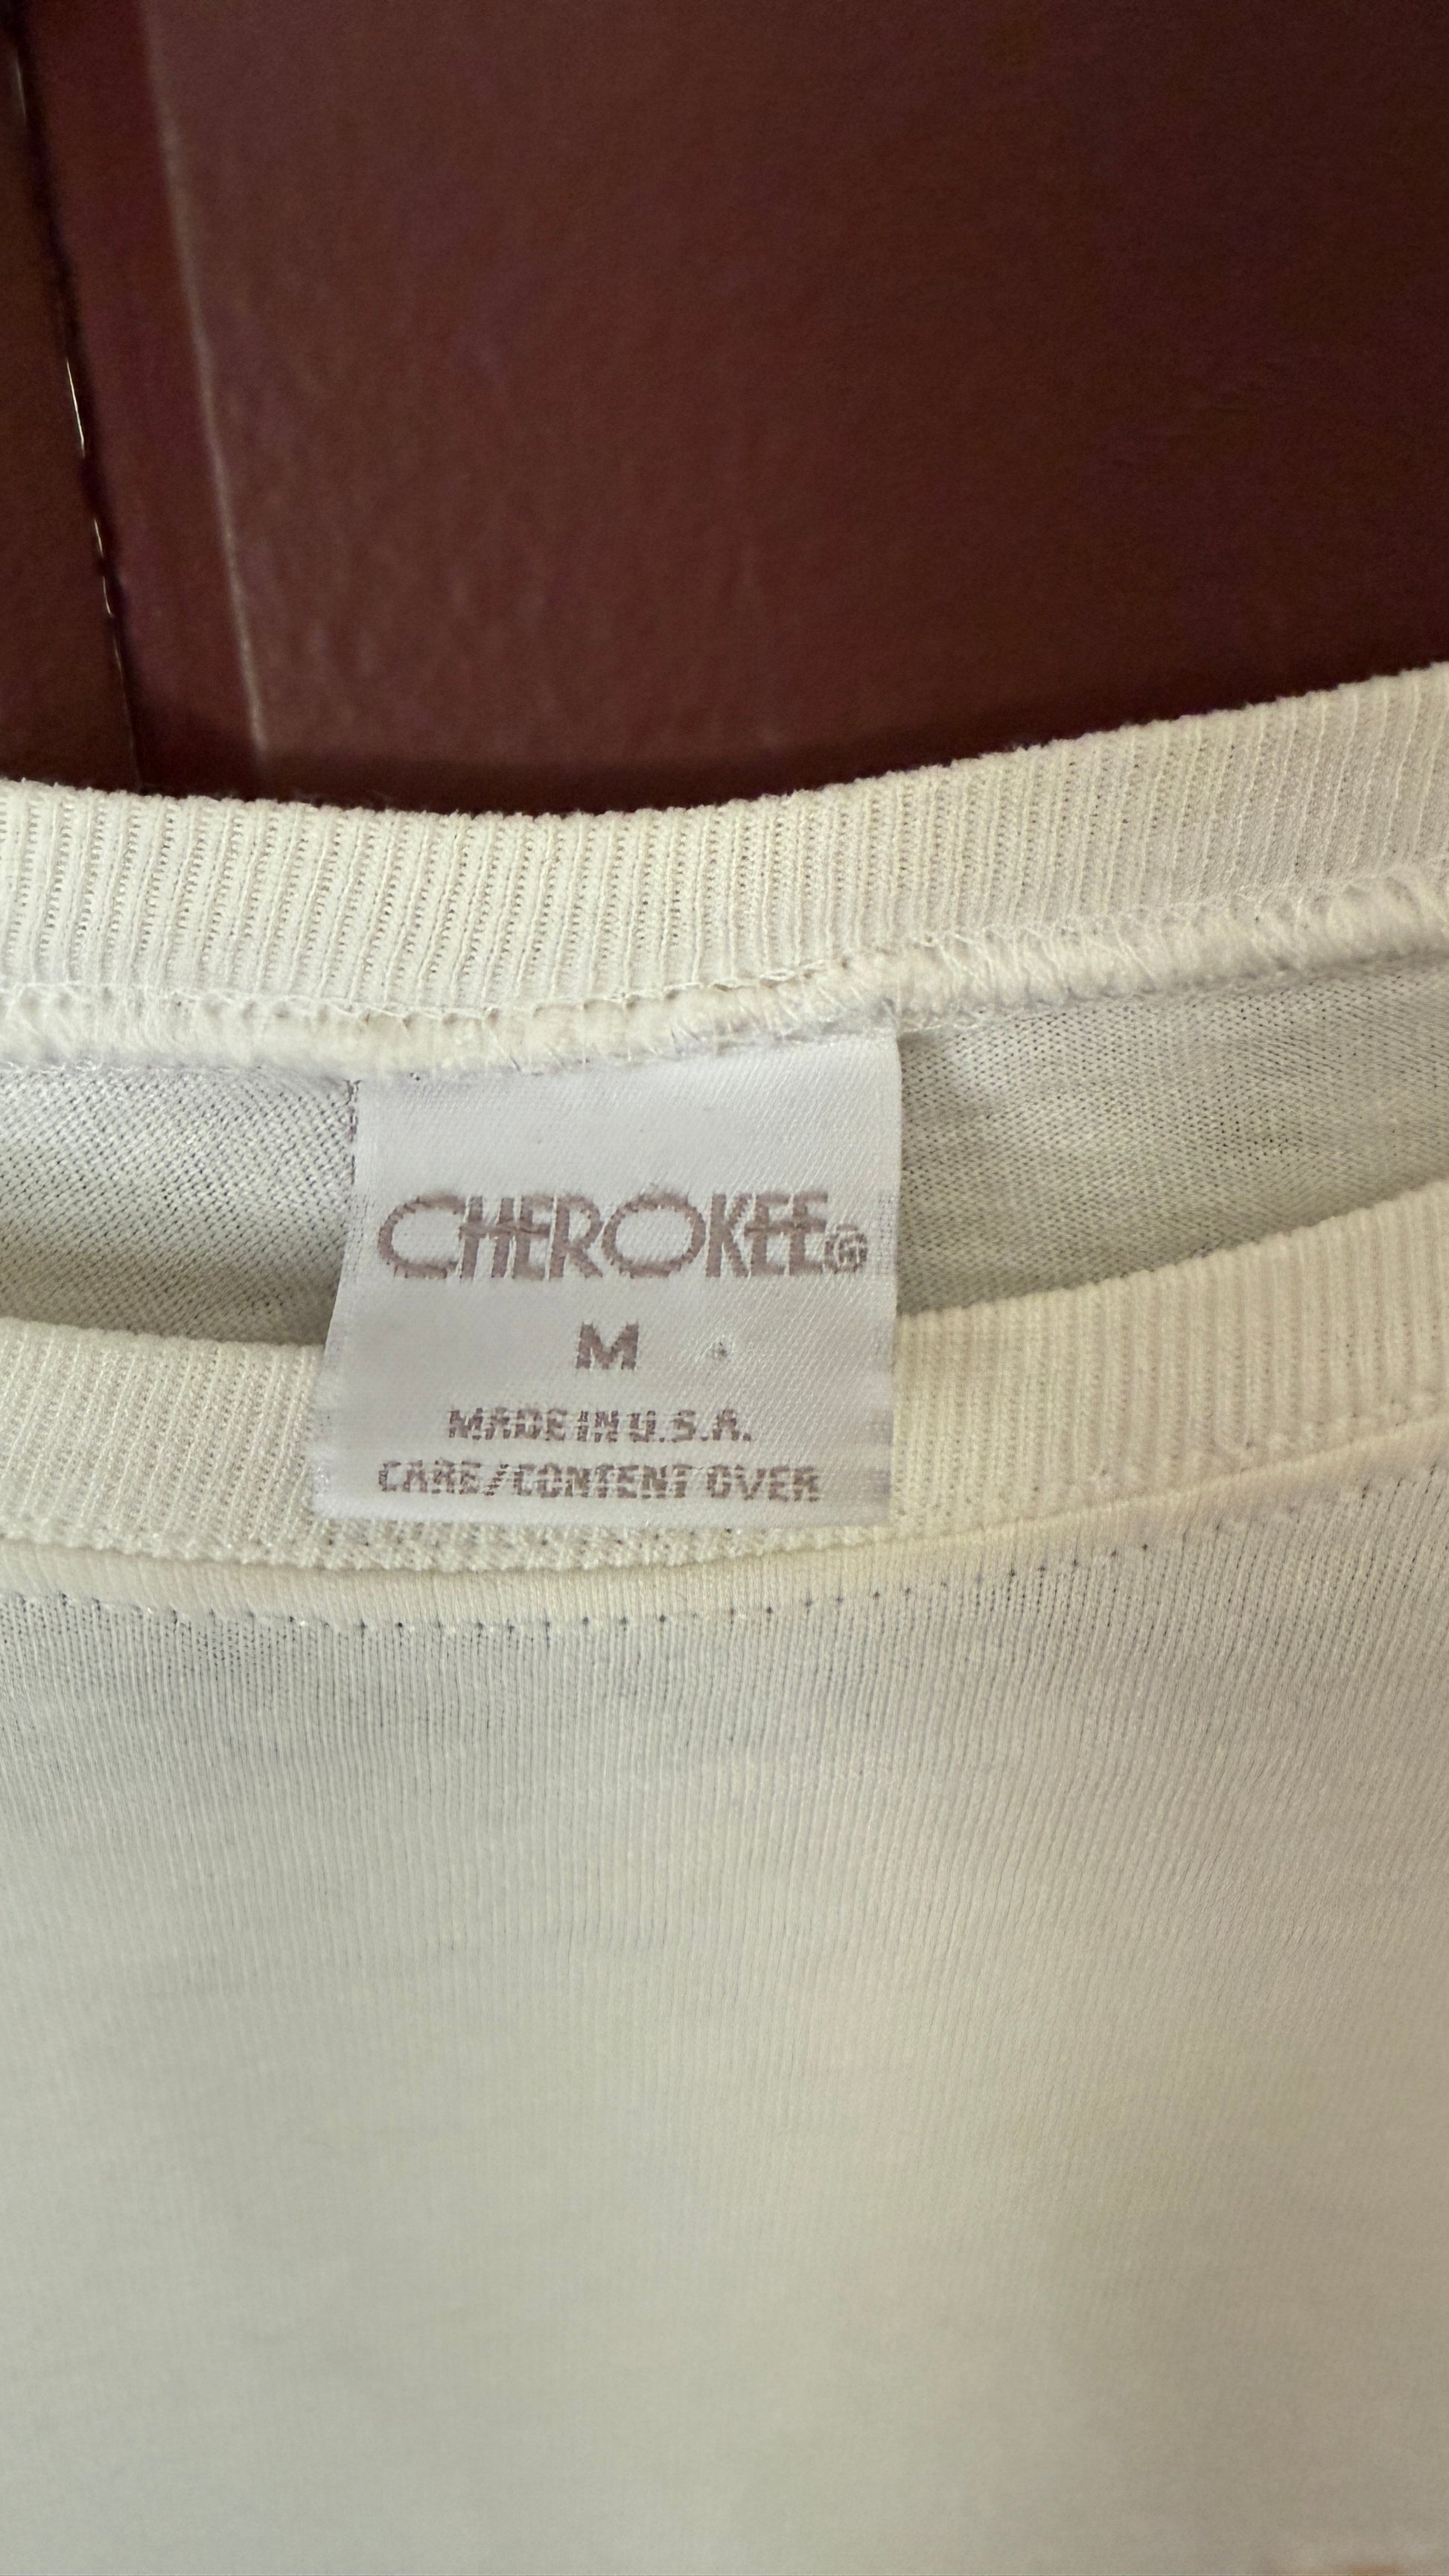 CHEROKEE®
M
MADE IN U.S.A.
CARE/CONTENT OVER